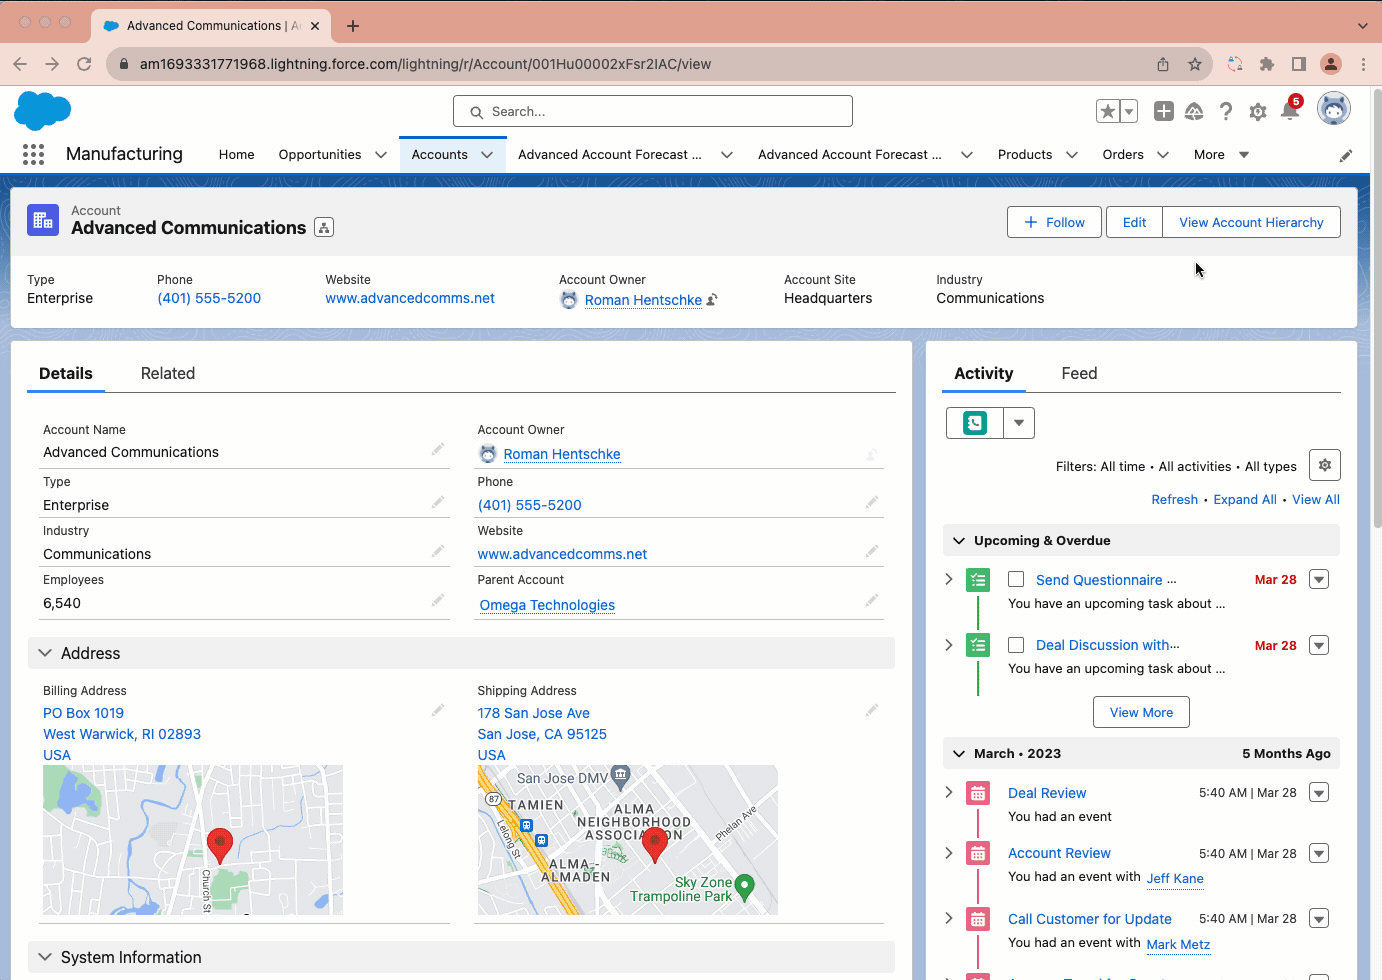 Advanced Communications | A
am1693331771968.lightning.force.com/lightning/r/Account/001Hu00002xFsr2IAC/view
Search...
5
Manufacturing
Home
Opportunities
Accounts
Advanced Account Forecast ...
Advanced Account Forecast ...
Products
Orders
More
Account
Advanced Communications
Follow
Edit
View Account Hierarchy
Type
Enterprise
Phone
(401) 555-5200
Website
www.advancedcomms.net
Account Owner
Roman Hentschke
Account Site
Headquarters
Industry
Communications
Details
Related
Account Name
Advanced Communications
Account Owner
Roman Hentschke
Type
Enterprise
Phone
(401) 555-5200
Industry
Communications
Website
www.advancedcomms.net
Employees
6,540
Parent Account
Omega Technologies
Address
Billing Address
PO Box 1019
West Warwick, RI 02893
USA
Church St
Shipping Address
178 San Jose Ave
San Jose, CA 95125
USA
San Jose DMV
87
TAMIEN
ALMA
NEIGHBORHOOD
ASSOCIATION
Phelan Ave
Lelong St
ALMA -
ALMADEN
Sky Zone
Trampoline Park
System Information
Activity
Feed
Filters: All time • All activities • All types
Refresh • Expand All • View All
Upcoming & Overdue
Send Questionnaire ...
Mar 28
You have an upcoming task about ...
Deal Discussion with...
Mar 28
You have an upcoming task about ...
View More
March • 2023
5 Months Ago
Deal Review
5:40 AM | Mar 28
You had an event
Account Review
5:40 AM | Mar 28
You had an event with Jeff Kane
Call Customer for Update
5:40 AM | Mar 28
You had an event with Mark Metz